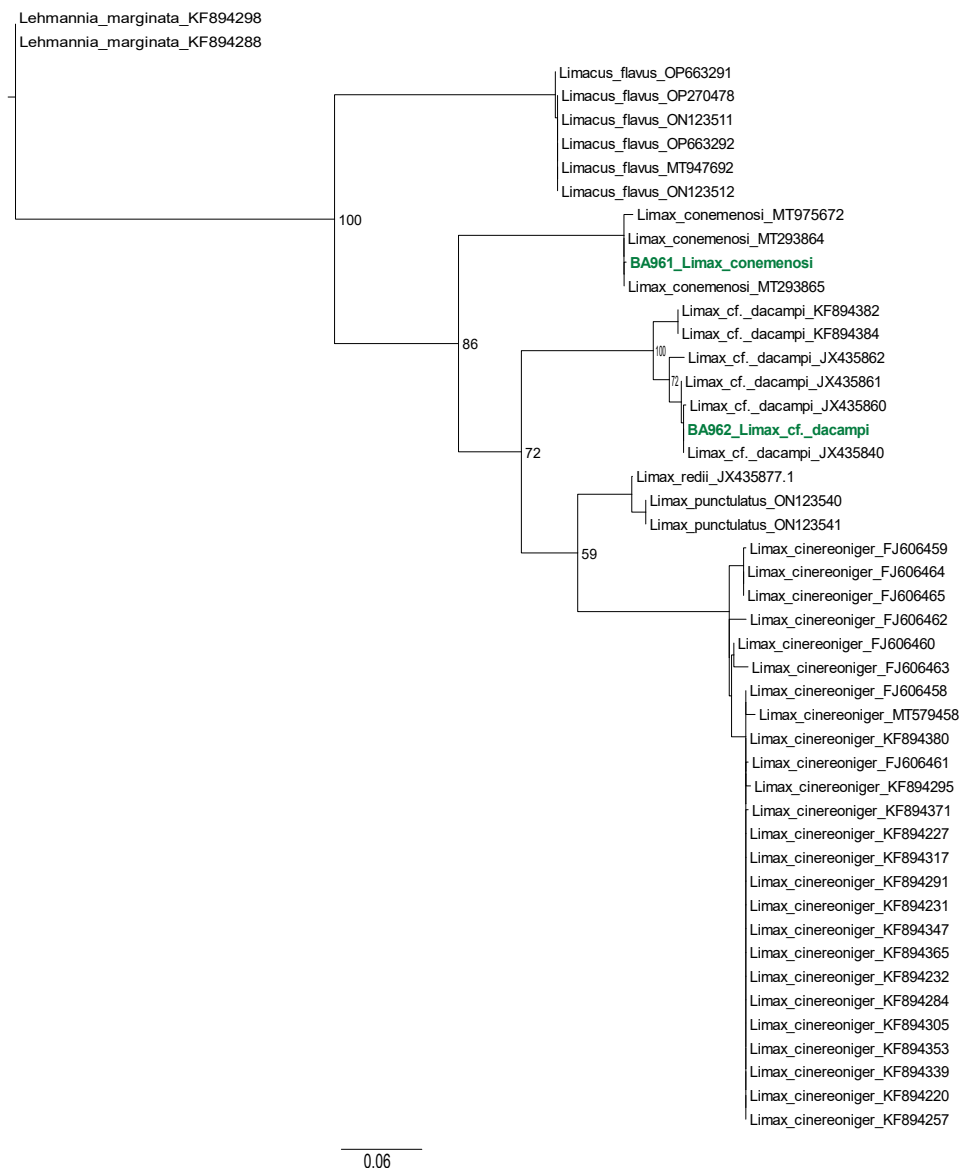 Lehmannia_marginata_KF894298
Lehmannia_marginata_KF894288
Limacus_flavus_OP663291
Limacus_flavus_OP270478
Limacus_flavus_ON123511
Limacus_flavus_OP663292
Limacus_flavus_MT947692
Limacus_flavus_ON123512
Limax_conemenosi_MT975672
100
Limax_conemenosi_MT293864
BA961_Limax_conemenosi
Limax_conemenosi_MT293865
Limax_cf._dacampi_KF894382
Limax_cf._dacampi_KF894384
86
100
Limax_cf._dacampi_JX435862
72
Limax_cf._dacampi_JX435861
Limax_cf._dacampi_JX435860
BA962_Limax_cf._dacampi
72
Limax_cf._dacampi_JX435840
Limax_redii_JX435877.1
Limax_punctulatus_ON123540
Limax_punctulatus_ON123541
59
Limax_cinereoniger_FJ606459
Limax_cinereoniger_FJ606464
Limax_cinereoniger_FJ606465
Limax_cinereoniger_FJ606462
Limax_cinereoniger_FJ606460
Limax_cinereoniger_FJ606463
Limax_cinereoniger_FJ606458
Limax_cinereoniger_MT579458
Limax_cinereoniger_KF894380
Limax_cinereoniger_FJ606461
Limax_cinereoniger_KF894295
Limax_cinereoniger_KF894371
Limax_cinereoniger_KF894227
Limax_cinereoniger_KF894317
Limax_cinereoniger_KF894291
Limax_cinereoniger_KF894231
Limax_cinereoniger_KF894347
Limax_cinereoniger_KF894365
Limax_cinereoniger_KF894232
Limax_cinereoniger_KF894284
Limax_cinereoniger_KF894305
Limax_cinereoniger_KF894353
Limax_cinereoniger_KF894339
Limax_cinereoniger_KF894220
Limax_cinereoniger_KF894257
0.06